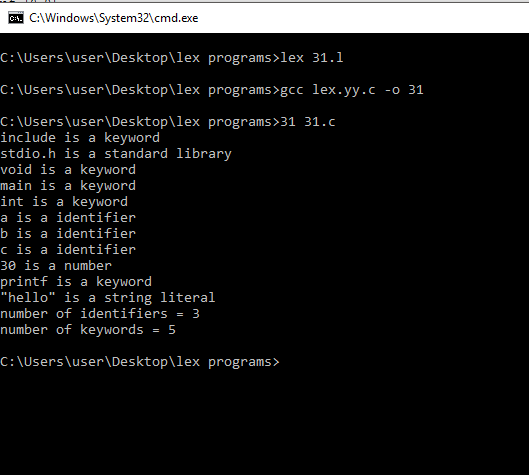 C:\Windows\System32\cmd.exe
C:\Users\user\Desktop\lex programs>lex 31.l
C:\Users\user\Desktop\lex programs>gcc lex.yy.c -o 31
C:\Users\user\Desktop\lex programs>31 31.c
include is a keyword
stdio.h is a standard library
void is a keyword
main is a keyword
int is a keyword
a is a identifier
b is a identifier
c is a identifier
30 is a number
printf is a keyword
"hello" is a string literal
number of identifiers = 3
number of keywords = 5
C:\Users\user\Desktop\lex programs>